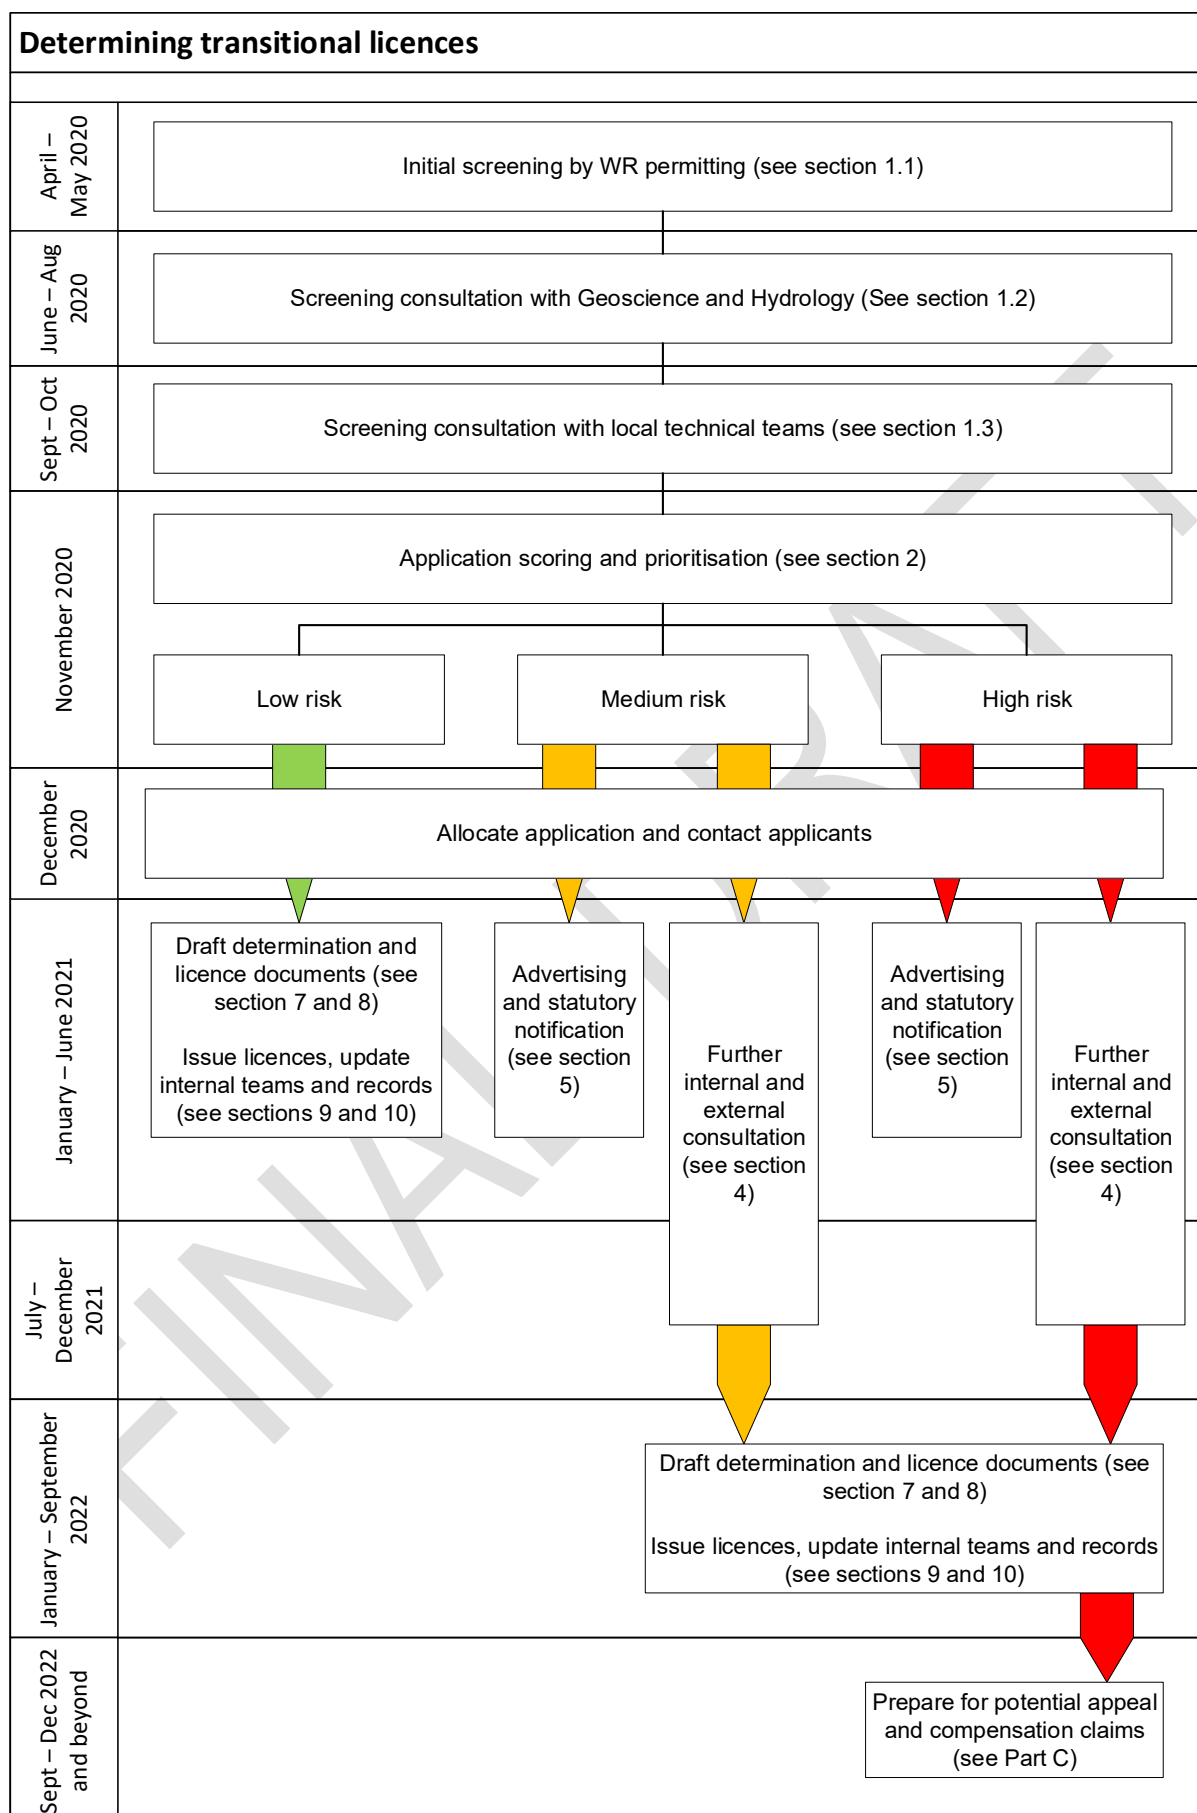 Determining transitional licences
April –
May 2020
Initial screening by WR permitting (see section 1.1)
June – Aug
2020
Screening consultation with Geoscience and Hydrology (See section 1.2)
Sept – Oct
2020
Screening consultation with local technical teams (see section 1.3)
November 2020
Application scoring and prioritisation (see section 2)
Low risk
Medium risk
High risk
December
2020
Allocate application and contact applicants
January – June 2021
Draft determination and
licence documents (see
section 7 and 8)
Issue licences, update
internal teams and records
(see sections 9 and 10)
Advertising
and statutory
notification
(see section
5)
Further
internal and
external
consultation
(see section
4)
Advertising
and statutory
notification
(see section
5)
Further
internal and
external
consultation
(see section
4)
July –
December
2021
January – September
2022
Draft determination and licence documents (see
section 7 and 8)
Issue licences, update internal teams and records
(see sections 9 and 10)
Sept – Dec 2022
and beyond
Prepare for potential appeal
and compensation claims
(see Part C)
FINAL DRAFT